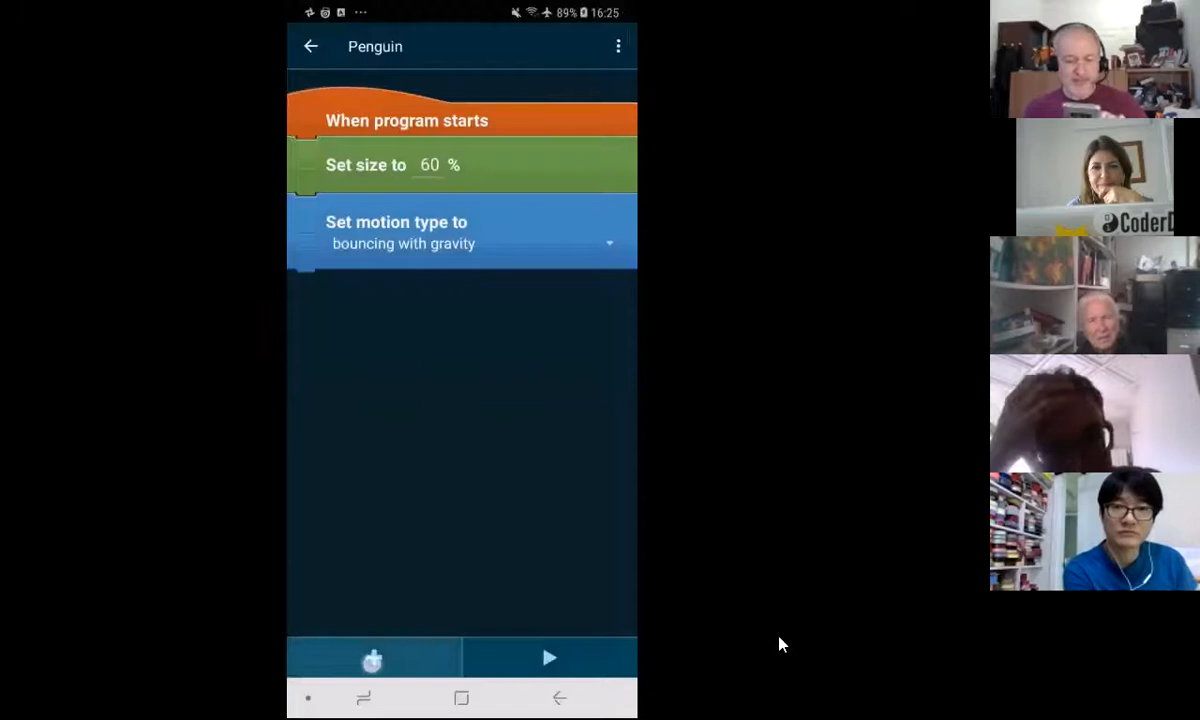 89% 16:25
Penguin
When program starts
Set size to 60 %
Set motion type to
bouncing with gravity
CoderD